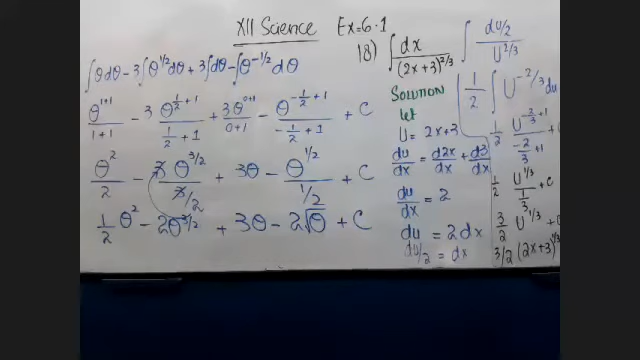 XII Science Ex=6.1
∫θdθ - 3∫θ^1/2 dθ + 3∫dθ - ∫θ^-1/2 dθ
θ^1+1/1+1 - 3 θ^1/2+1/1/2+1 + 3θ^0+1/0+1 - θ^-1/2+1/-1/2+1 + C
θ^2/2 - 3 θ^3/2/3/2 + 3θ - θ^1/2/1/2 + C
1/2 θ^2 - 2θ^3/2 + 3θ - 2√θ + C
18) ∫dx/(2x+3)^2/3
SOLUTION
let
U = 2x+3
du/dx = d2x/dx + d3/dx
du/dx = 2
du = 2dx
du/2 = dx
∫ du/2/U^2/3
1/2 ∫ U^-2/3 du
1/2 U^-2/3+1/-2/3+1 +
1/2 U^1/3/1/3 + C
3/2 U^1/3 +
3/2 (2x+3)^1/3